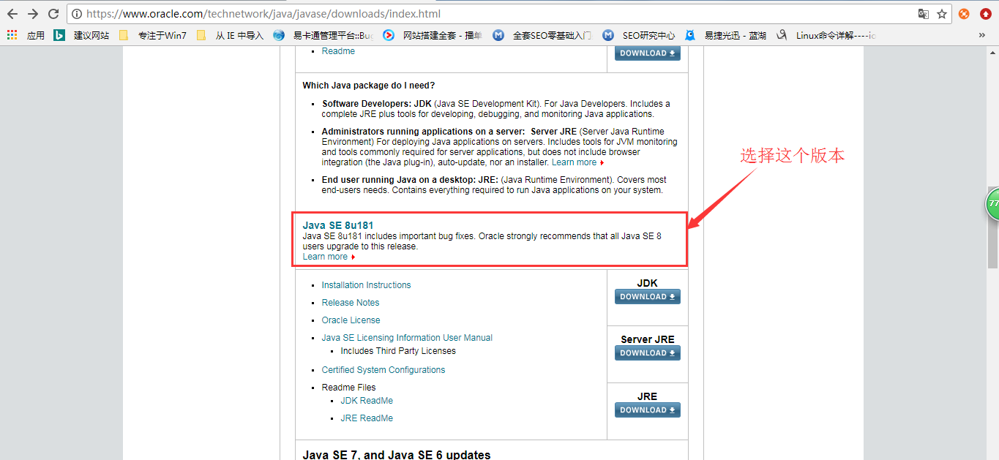 https://www.oracle.com/technetwork/java/javase/downloads/index.html
应用 建议网站 专注于Win7 从 IE 中导入 易卡通管理平台::Bug 网站搭建全套 - 播单 全套SEO零基础入门 SEO研究中心 易捷光迅 - 蓝湖 Linux命令详解----ic »
Readme
DOWNLOAD
Which Java package do I need?
Software Developers: JDK (Java SE Development Kit). For Java Developers. Includes a
complete JRE plus tools for developing, debugging, and monitoring Java applications.
Administrators running applications on a server: Server JRE (Server Java Runtime
Environment) For deploying Java applications on servers. Includes tools for JVM monitoring
and tools commonly required for server applications, but does not include browser
integration (the Java plug-in), auto-update, nor an installer. Learn more
End user running Java on a desktop: JRE: (Java Runtime Environment). Covers most
end-users needs. Contains everything required to run Java applications on your system.
选择这个版本
77
Java SE 8u181
Java SE 8u181 includes important bug fixes. Oracle strongly recommends that all Java SE 8
users upgrade to this release.
Learn more
Installation Instructions
Release Notes
Oracle License
Java SE Licensing Information User Manual
Includes Third Party Licenses
Certified System Configurations
Readme Files
JDK ReadMe
JRE ReadMe
JDK
DOWNLOAD
Server JRE
DOWNLOAD
JRE
DOWNLOAD
Java SE 7, and Java SE 6 updates